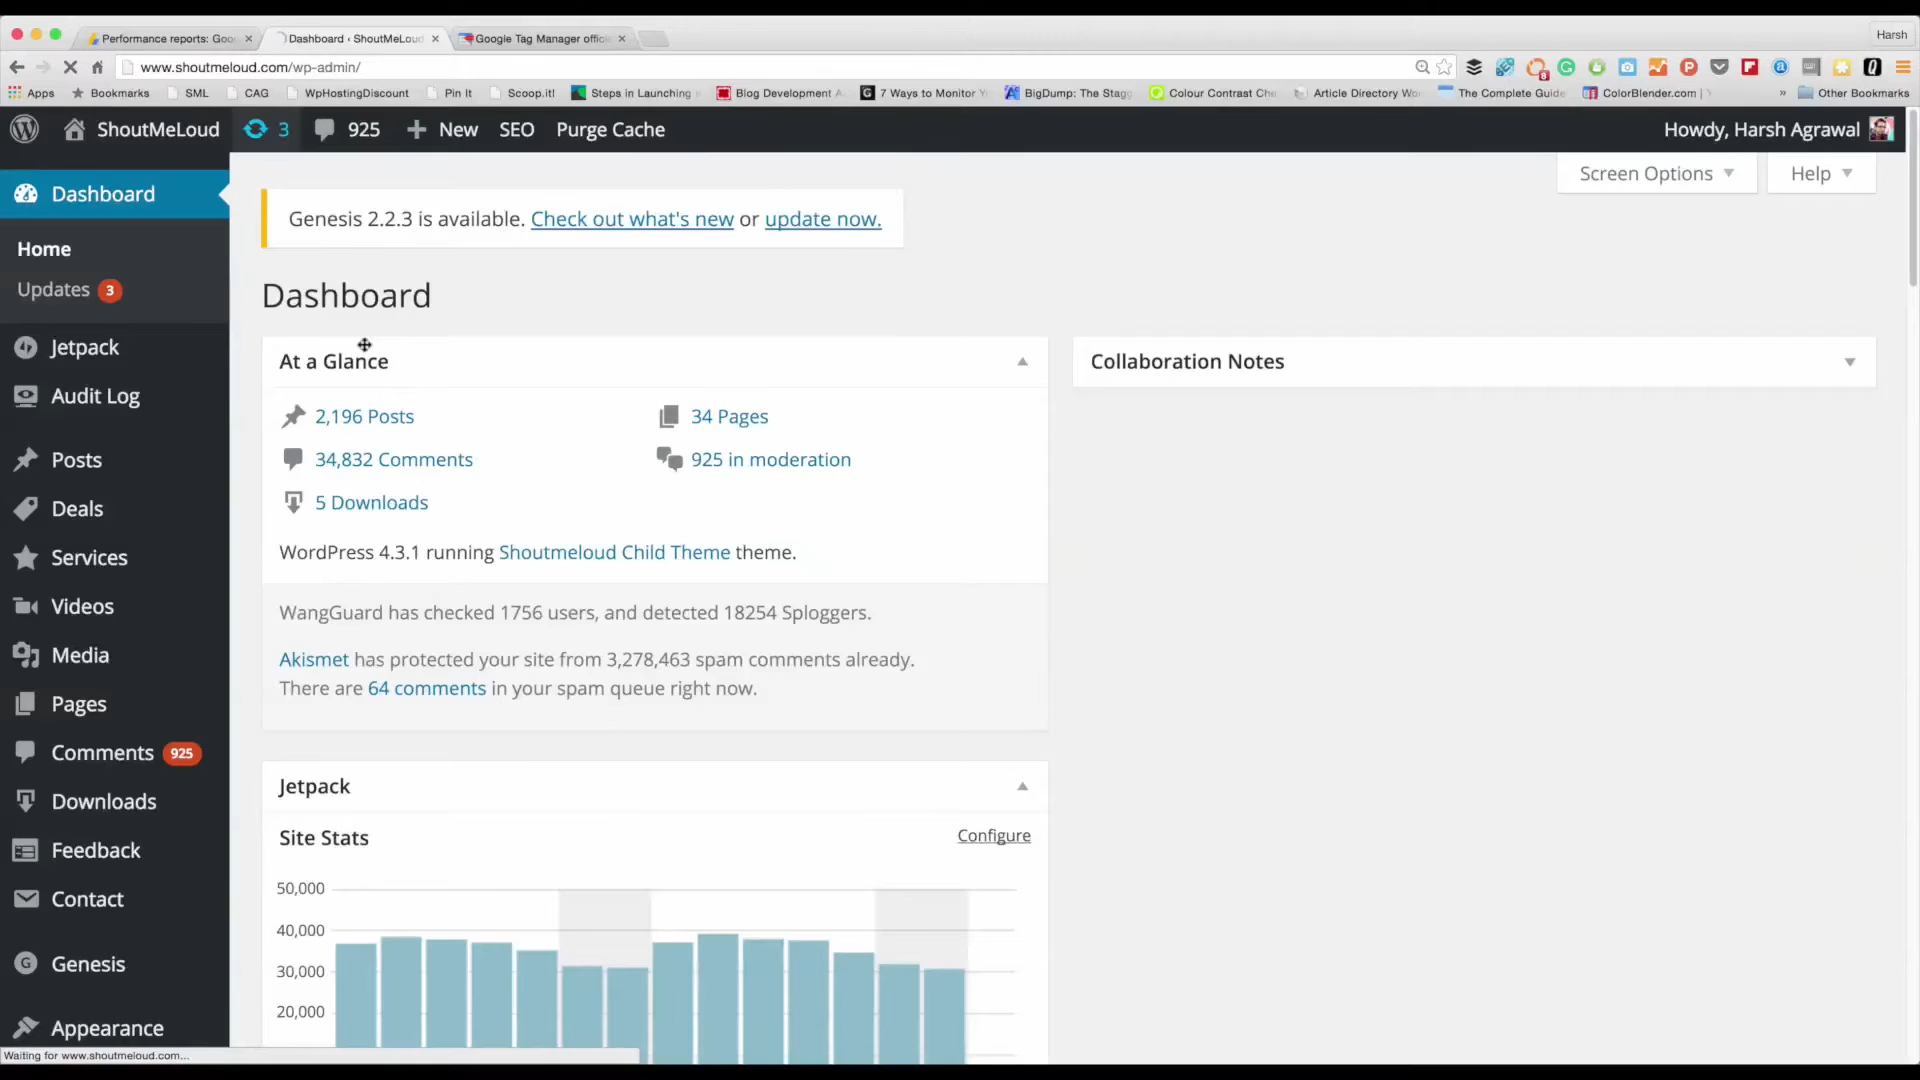 Performance reports: Goo
Dashboard ‹ ShoutMeLoud
Google Tag Manager offic
Harsh
www.shoutmeloud.com/wp-admin/
Apps
Bookmarks
SML
CAG
WpHostingDiscount
Pin It
Scoop.it!
Steps in Launching
Blog Development A
7 Ways to Monitor Y
BigDump: The Stagg
Colour Contrast Che
Article Directory Wo
The Complete Guide
ColorBlender.com |
»
Other Bookmarks
ShoutMeLoud
3
925
New
SEO
Purge Cache
Howdy, Harsh Agrawal
Screen Options
Help
Dashboard
Home
Updates 3
Jetpack
Audit Log
Posts
Deals
Services
Videos
Media
Pages
Comments 925
Downloads
Feedback
Contact
Genesis
Appearance
Genesis 2.2.3 is available. Check out what's new or update now.
Dashboard
At a Glance
2,196 Posts
34 Pages
34,832 Comments
925 in moderation
5 Downloads
WordPress 4.3.1 running Shoutmeloud Child Theme theme.
WangGuard has checked 1756 users, and detected 18254 Sploggers.
Akismet has protected your site from 3,278,463 spam comments already.
There are 64 comments in your spam queue right now.
Collaboration Notes
Jetpack
Site Stats
Configure
50,000
40,000
30,000
20,000
Waiting for www.shoutmeloud.com...